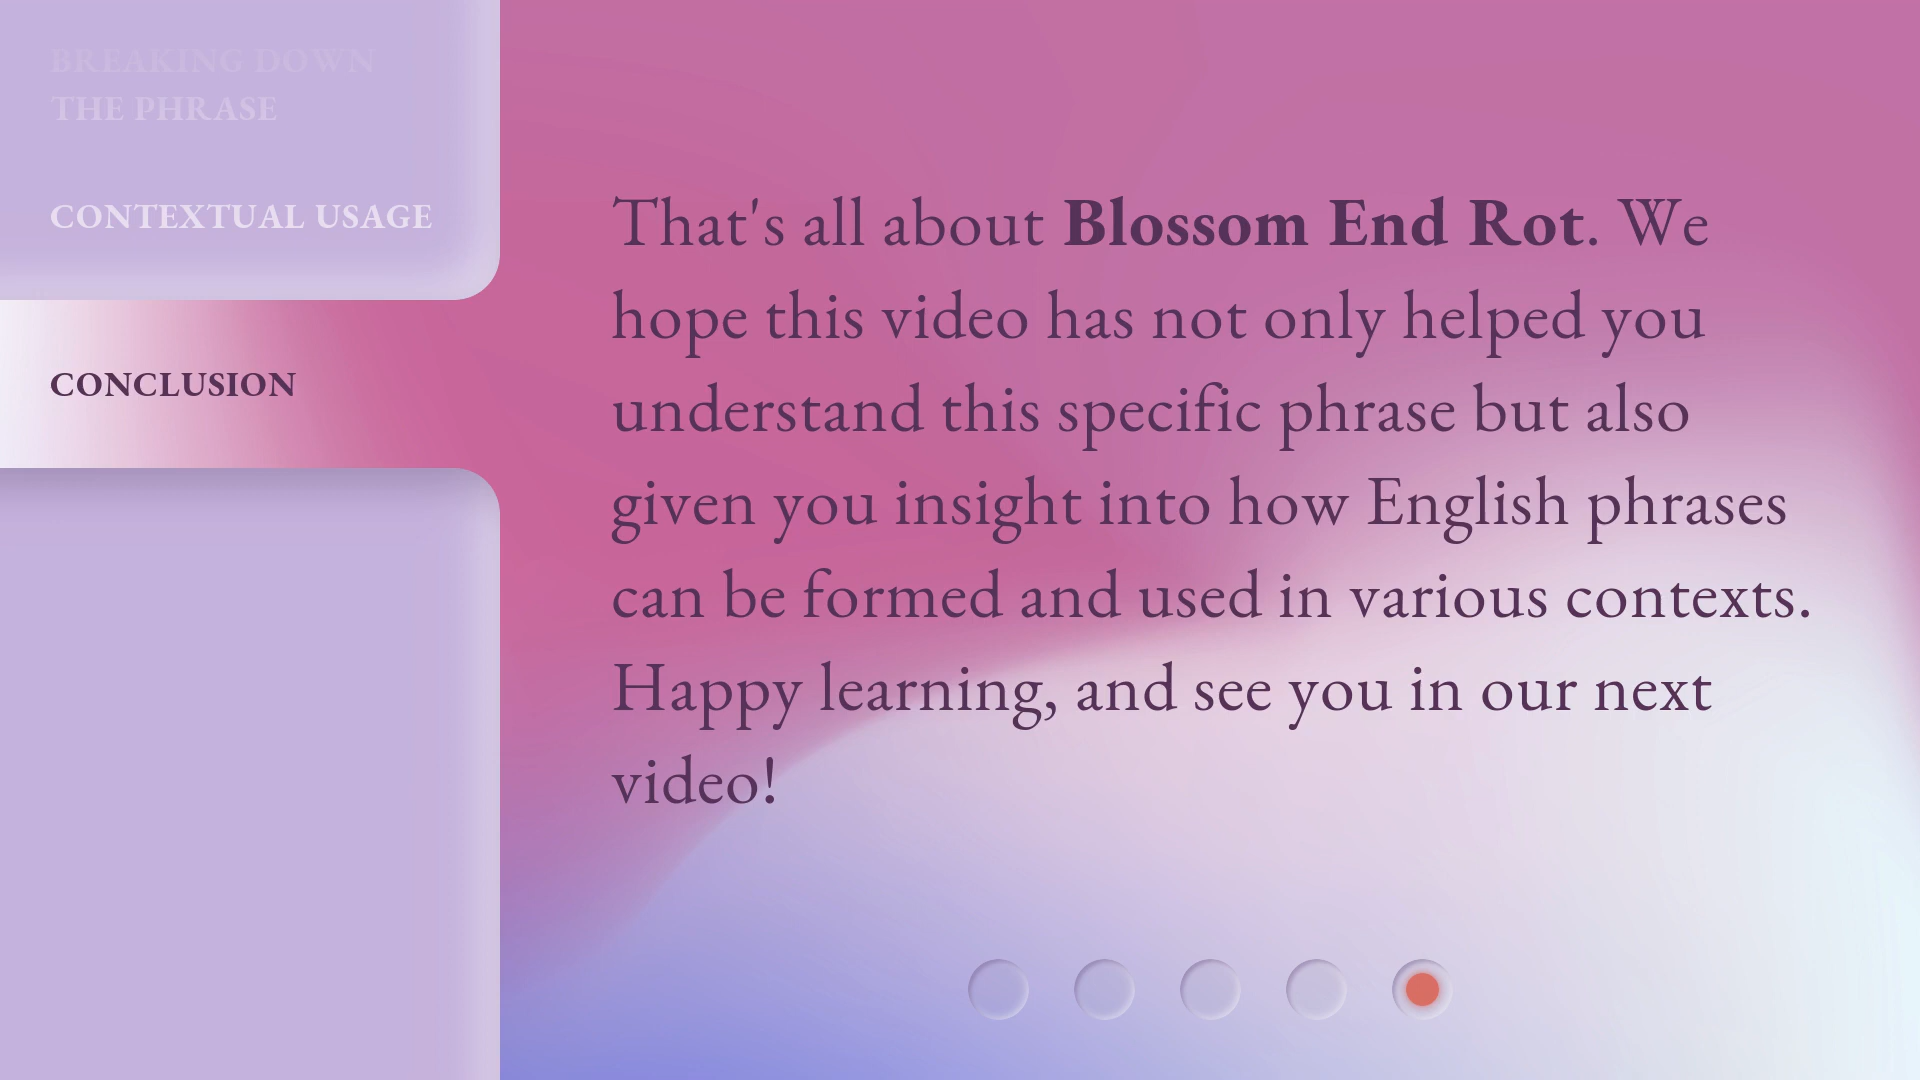 BREAKING DOWN
THE PHRASE
CONTEXTUAL USAGE
CONCLUSION
That's all about Blossom End Rot. We
hope this video has not only helped you
understand this specific phrase but also
given you insight into how English phrases
can be formed and used in various contexts.
Happy learning, and see you in our next
video!